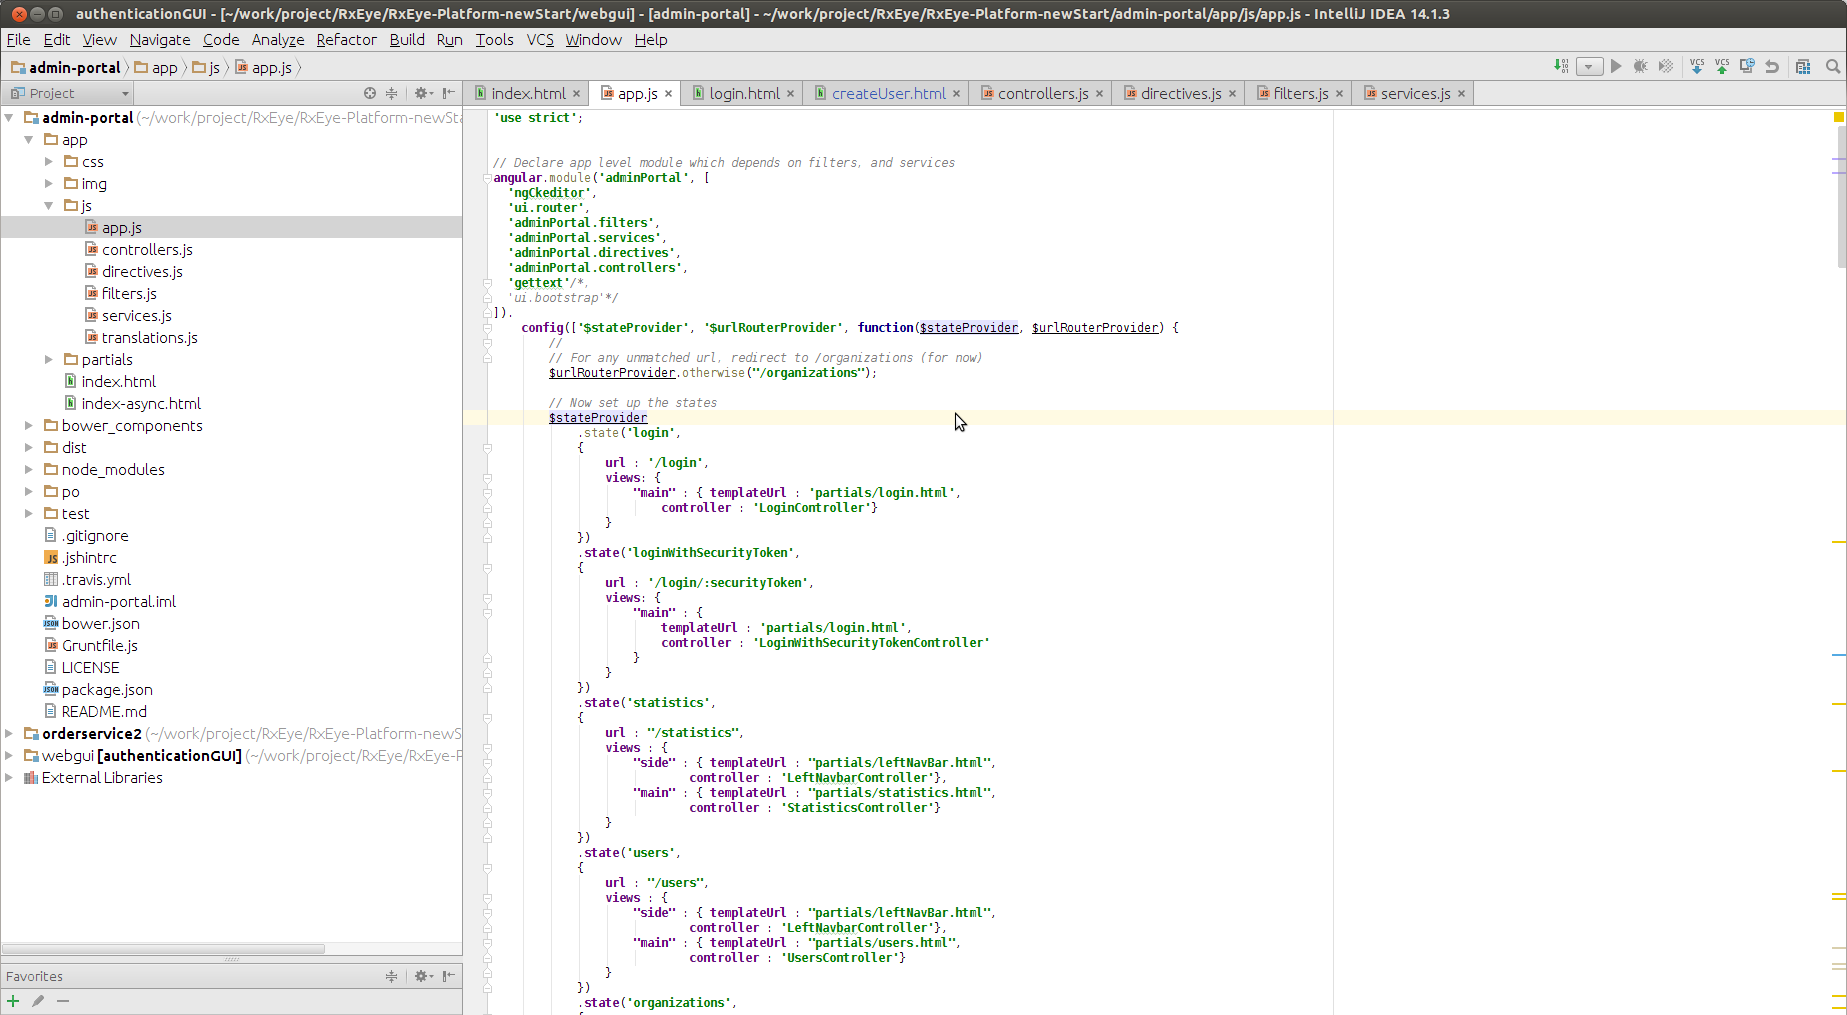 authenticationGUI - [~/work/project/RxEye/RxEye-Platform-newStart/webgui] - [admin-portal] - ~/work/project/RxEye/RxEye-Platform-newStart/admin-portal/app/js/app.js - IntelliJ IDEA 14.1.3
File Edit View Navigate Code Analyze Refactor Build Run Tools VCS Window Help
admin-portal app js app.js
Project
index.html app.js login.html createUser.html controllers.js directives.js filters.js services.js
admin-portal (~/work/project/RxEye/RxEye-Platform-newSta
app
css
img
js
app.js
controllers.js
directives.js
filters.js
services.js
translations.js
partials
index.html
index-async.html
bower_components
dist
node_modules
po
test
.gitignore
.jshintrc
.travis.yml
admin-portal.iml
bower.json
Gruntfile.js
LICENSE
package.json
README.md
orderservice2 (~/work/project/RxEye/RxEye-Platform-newS
webgui [authenticationGUI] (~/work/project/RxEye/RxEye-P
External Libraries
Favorites
'use strict';
// Declare app level module which depends on filters, and services
angular.module('adminPortal', [
'ngCkeditor',
'ui.router',
'adminPortal.filters',
'adminPortal.services',
'adminPortal.directives',
'adminPortal.controllers',
'gettext'/*,
'ui.bootstrap'*/
]).
config(['$stateProvider', '$urlRouterProvider', function($stateProvider, $urlRouterProvider) {
//
// For any unmatched url, redirect to /organizations (for now)
$urlRouterProvider.otherwise("/organizations");
// Now set up the states
$stateProvider
.state('login',
{
url : '/login',
views: {
"main" : { templateUrl : 'partials/login.html',
controller : 'LoginController'}
}
})
.state('loginWithSecurityToken',
{
url : '/login/:securityToken',
views: {
"main" : {
templateUrl : 'partials/login.html',
controller : 'LoginWithSecurityTokenController'
}
}
})
.state('statistics',
{
url : "/statistics",
views : {
"side" : { templateUrl : "partials/leftNavBar.html",
controller : 'LeftNavbarController'},
"main" : { templateUrl : "partials/statistics.html",
controller : 'StatisticsController'}
}
})
.state('users',
{
url : "/users",
views : {
"side" : { templateUrl : "partials/leftNavBar.html",
controller : 'LeftNavbarController'},
"main" : { templateUrl : "partials/users.html",
controller : 'UsersController'}
}
})
.state('organizations',